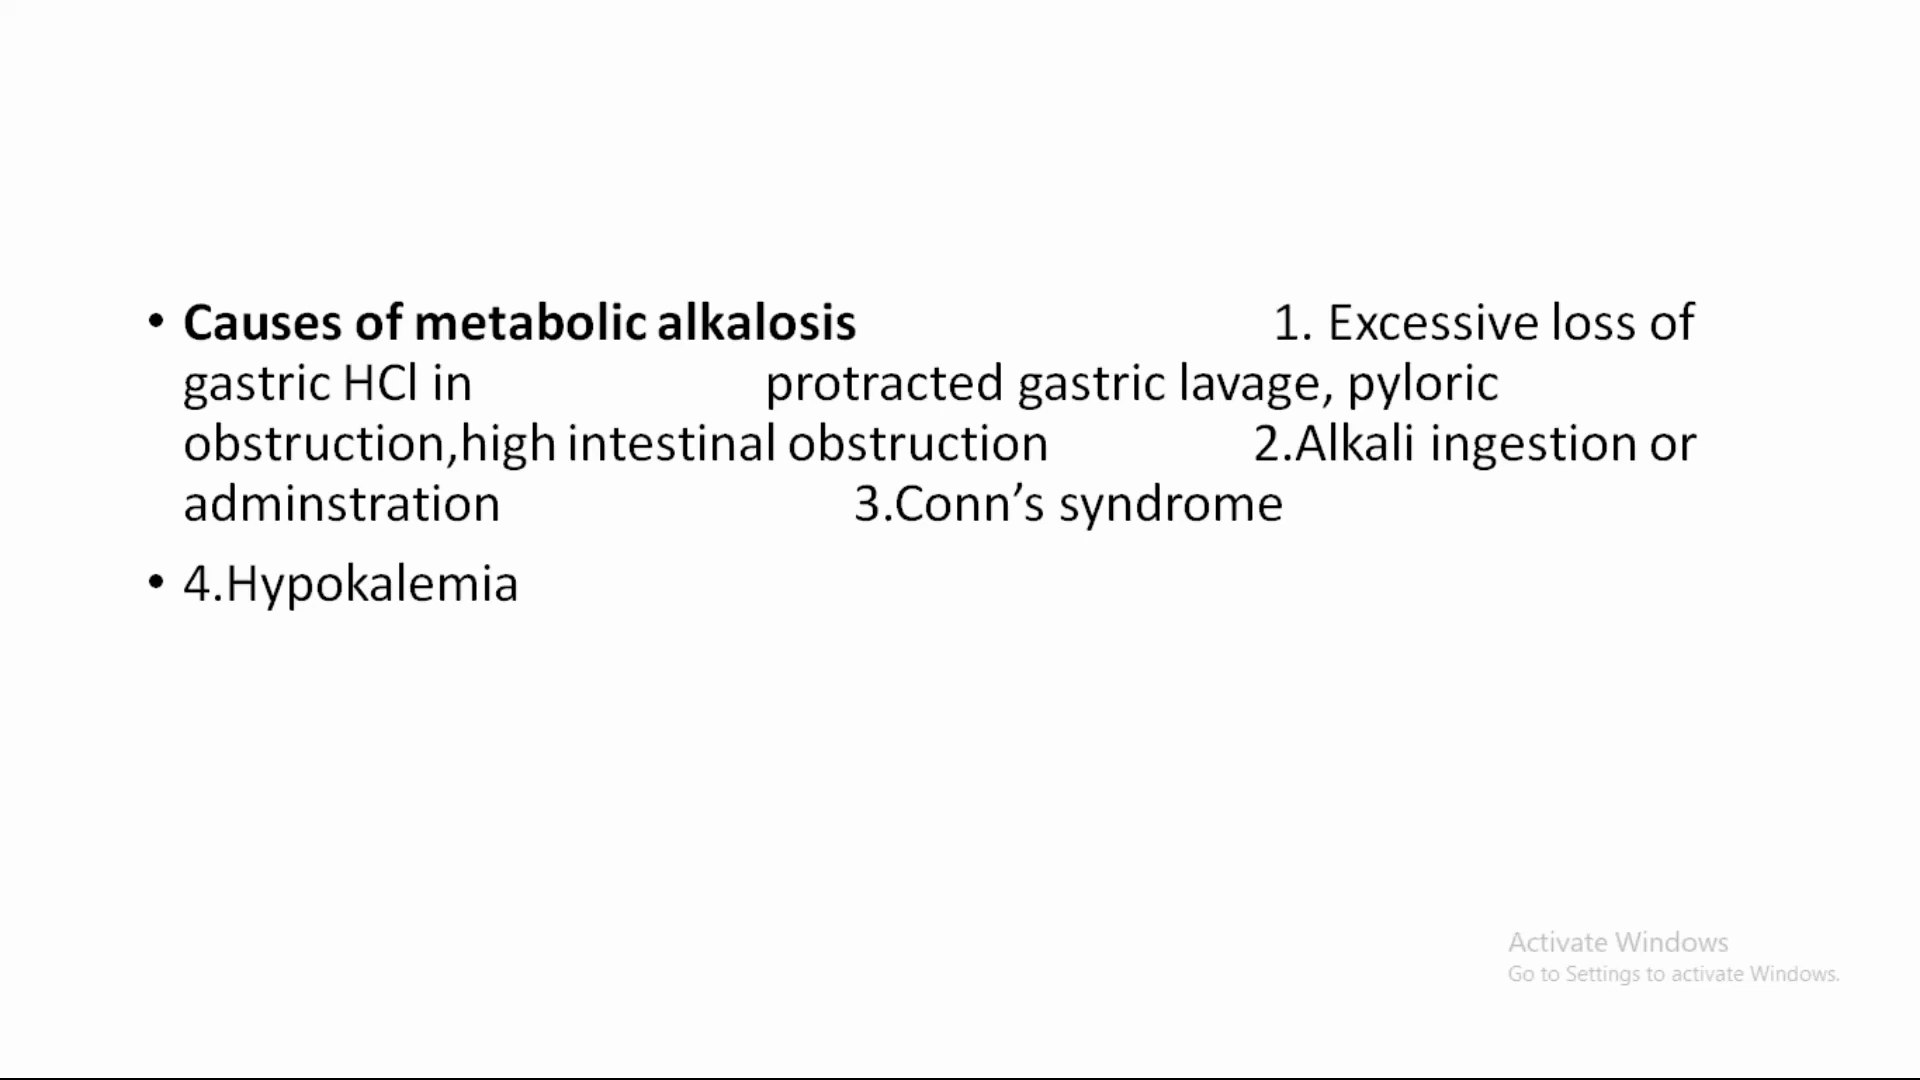 • Causes of metabolic alkalosis 1. Excessive loss of
gastric HCl in protracted gastric lavage, pyloric
obstruction,high intestinal obstruction 2.Alkali ingestion or
adminstration 3.Conn’s syndrome
• 4.Hypokalemia
Activate Windows
Go to Settings to activate Windows.